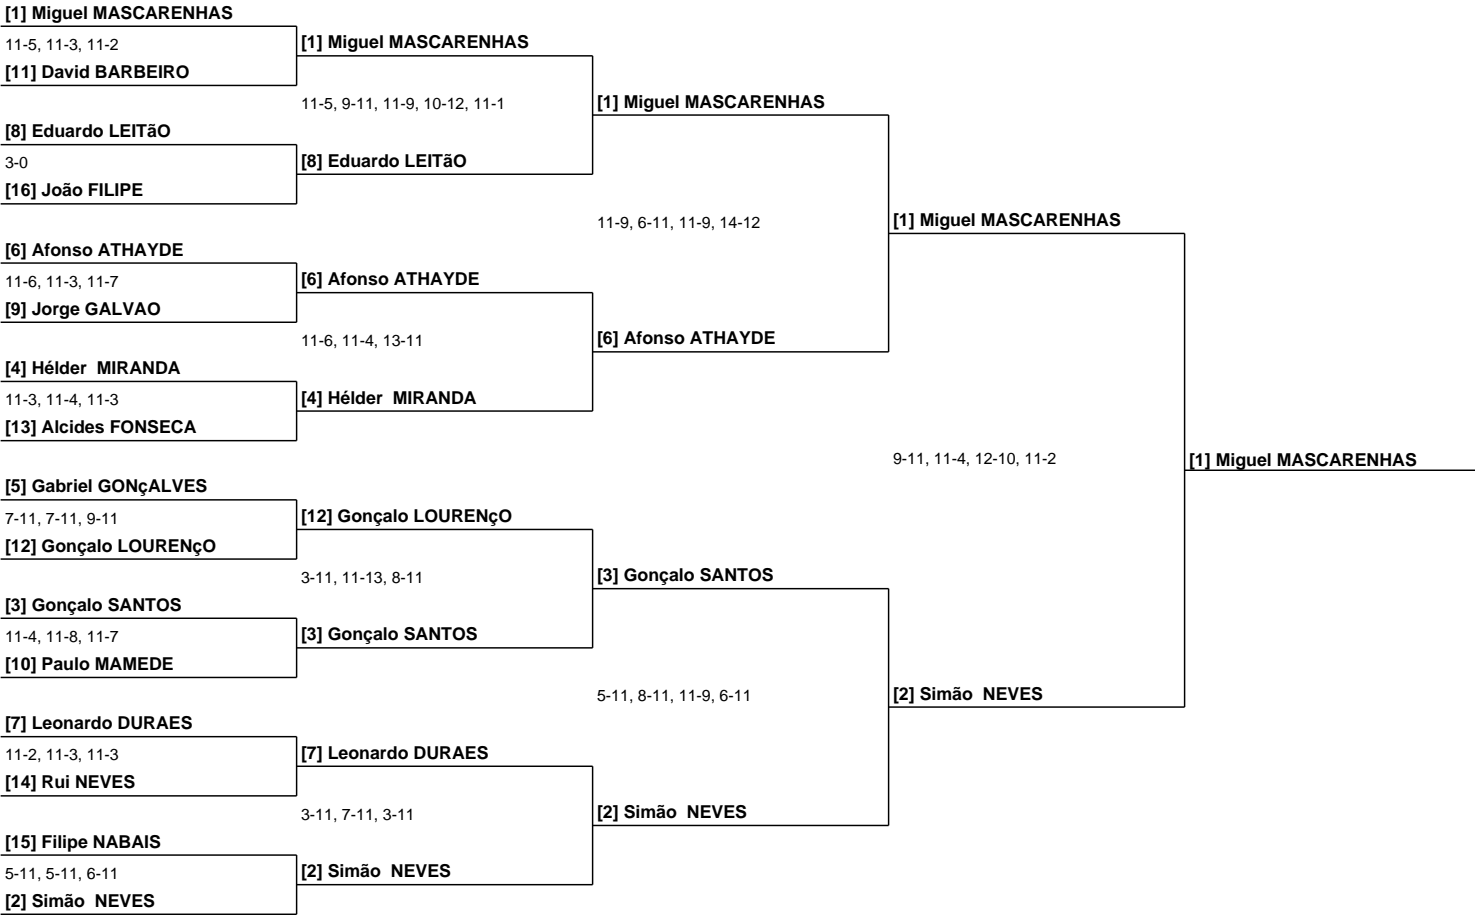 [1] Miguel MASCARENHAS
11-5, 11-3, 11-2
[11] David BARBEIRO
[8] Eduardo LEITãO
3-0
[16] João FILIPE
[6] Afonso ATHAYDE
11-6, 11-3, 11-7
[9] Jorge GALVAO
[4] Hélder  MIRANDA
11-3, 11-4, 11-3
[13] Alcides FONSECA
[5] Gabriel GONçALVES
7-11, 7-11, 9-11
[12] Gonçalo LOURENçO
[3] Gonçalo SANTOS
11-4, 11-8, 11-7
[10] Paulo MAMEDE
[7] Leonardo DURAES
11-2, 11-3, 11-3
[14] Rui NEVES
[15] Filipe NABAIS
5-11, 5-11, 6-11
[2] Simão  NEVES
[1] Miguel MASCARENHAS
11-5, 9-11, 11-9, 10-12, 11-1
[8] Eduardo LEITãO
[6] Afonso ATHAYDE
11-6, 11-4, 13-11
[4] Hélder  MIRANDA
[12] Gonçalo LOURENçO
3-11, 11-13, 8-11
[3] Gonçalo SANTOS
[7] Leonardo DURAES
3-11, 7-11, 3-11
[2] Simão  NEVES
[1] Miguel MASCARENHAS
11-9, 6-11, 11-9, 14-12
[6] Afonso ATHAYDE
[3] Gonçalo SANTOS
5-11, 8-11, 11-9, 6-11
[2] Simão  NEVES
[1] Miguel MASCARENHAS
9-11, 11-4, 12-10, 11-2
[2] Simão  NEVES
[1] Miguel MASCARENHAS